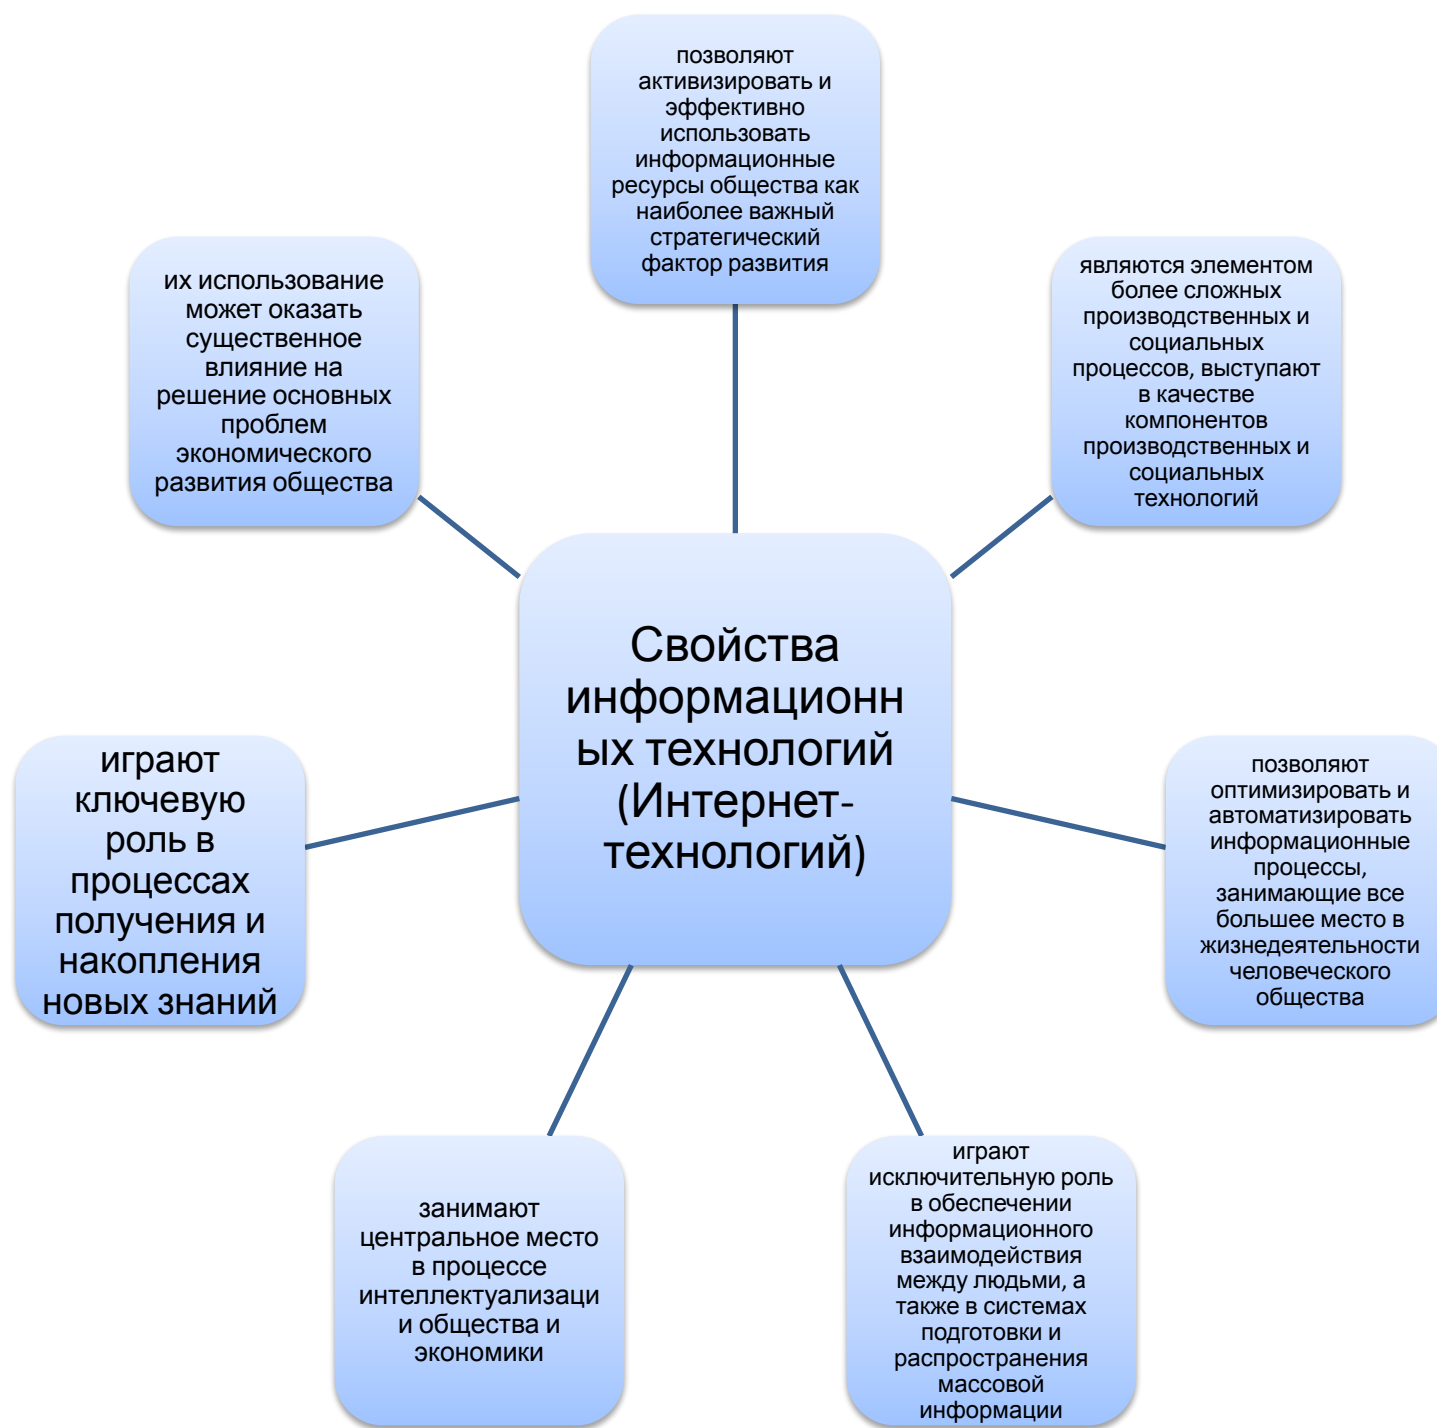 позволяют
активизировать и
эффективно
использовать
информационные
ресурсы общества как
наиболее важный
стратегический
фактор развития
являются элементом
более сложных
производственных и
социальных
процессов, выступают
в качестве
компонентов
производственных и
социальных
технологий
позволяют
оптимизировать и
автоматизировать
информационные
процессы,
занимающие все
большее место в
жизнедеятельности
человеческого
общества
играют
исключительную роль
в обеспечении
информационного
взаимодействия
между людьми, а
также в системах
подготовки и
распространения
массовой
информации
занимают
центральное место
в процессе
интеллектуализаци
и общества и
экономики
играют
ключевую
роль в
процессах
получения и
накопления
новых знаний
их использование
может оказать
существенное
влияние на
решение основных
проблем
экономического
развития общества
Свойства
информационн
ых технологий
(Интернет-
технологий)